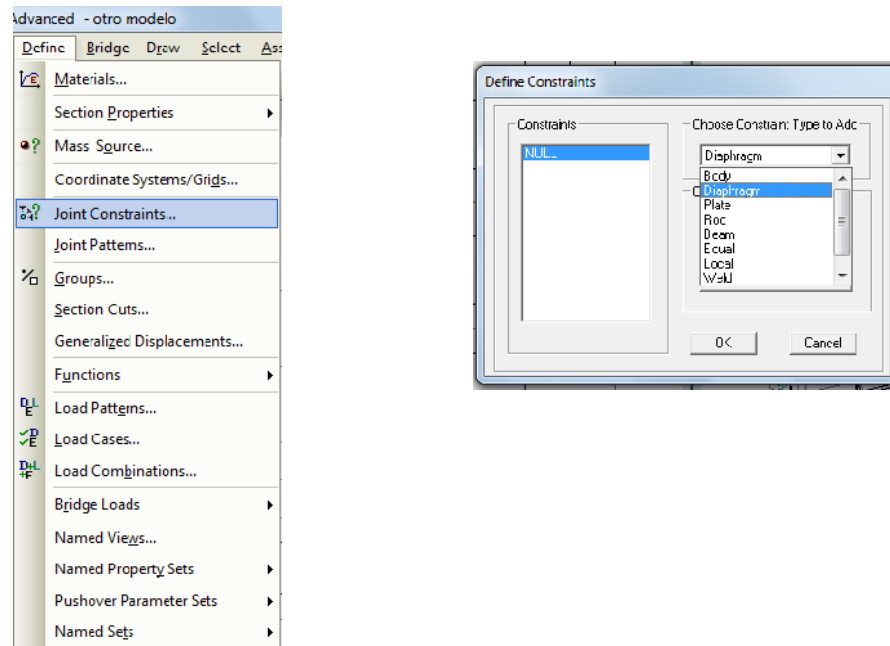 Advanced - otro modelo
Define Bridge Draw Select Ass
Materials...
Section Properties
Mass Source...
Coordinate Systems/Grids...
Joint Constraints...
Joint Patterns...
Groups...
Section Cuts...
Generalized Displacements...
Functions
Load Patterns...
Load Cases...
Load Combinations...
Bridge Loads
Named Views...
Named Property Sets
Pushover Parameter Sets
Named Sets
Define Constraints
Constraints
NULL
Choose Constraint Type to Add
Diaphragm
Body
Diaphragm
Plate
Rod
Beam
Equal
Local
Weld
OK
Cancel